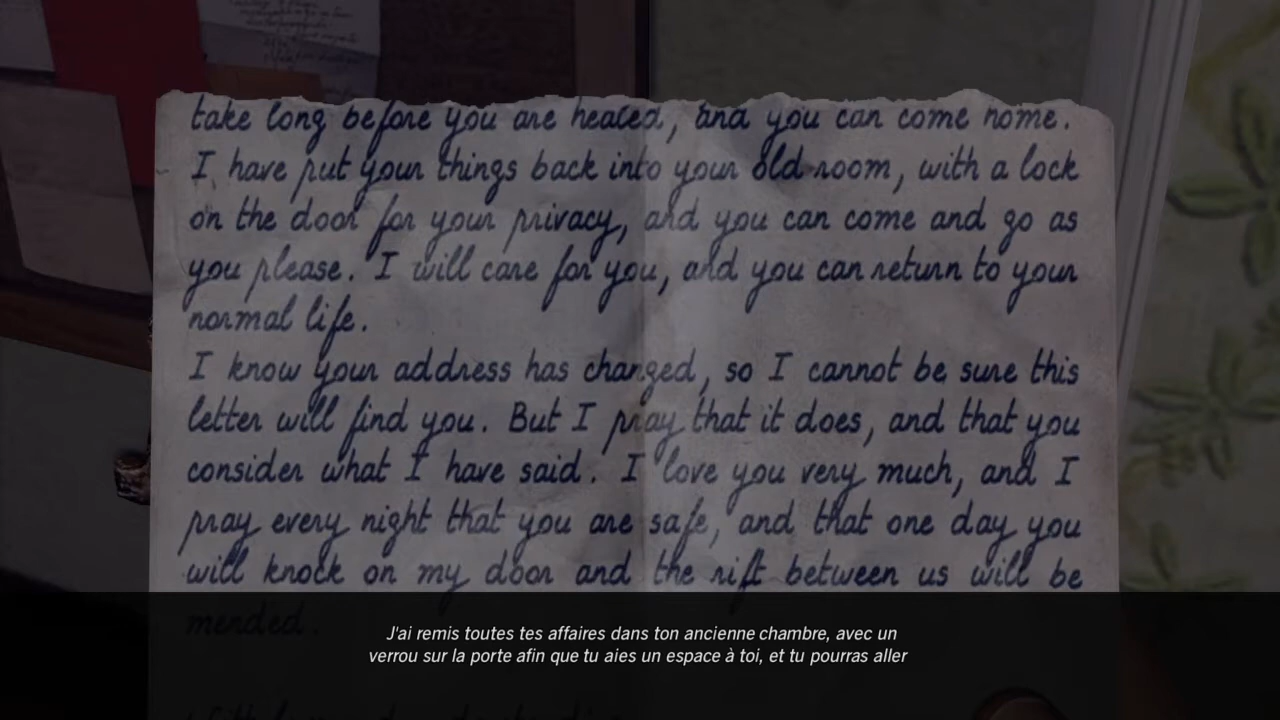 take long before you are healed, and you can come home.
I have put your things back into your old room, with a lock
on the door for your privacy, and you can come and go as
you please. I will care for you, and you can return to your
normal life.
I know your address has changed, so I cannot be sure this
letter will find you. But I pray that it does, and that you
consider what I have said. I love you very much, and I
pray every night that you are safe, and that one day you
will knock on my door and the rift between us will be
mended.
J'ai remis toutes tes affaires dans ton ancienne chambre, avec un
verrou sur la porte afin que tu aies un espace à toi, et tu pourras aller